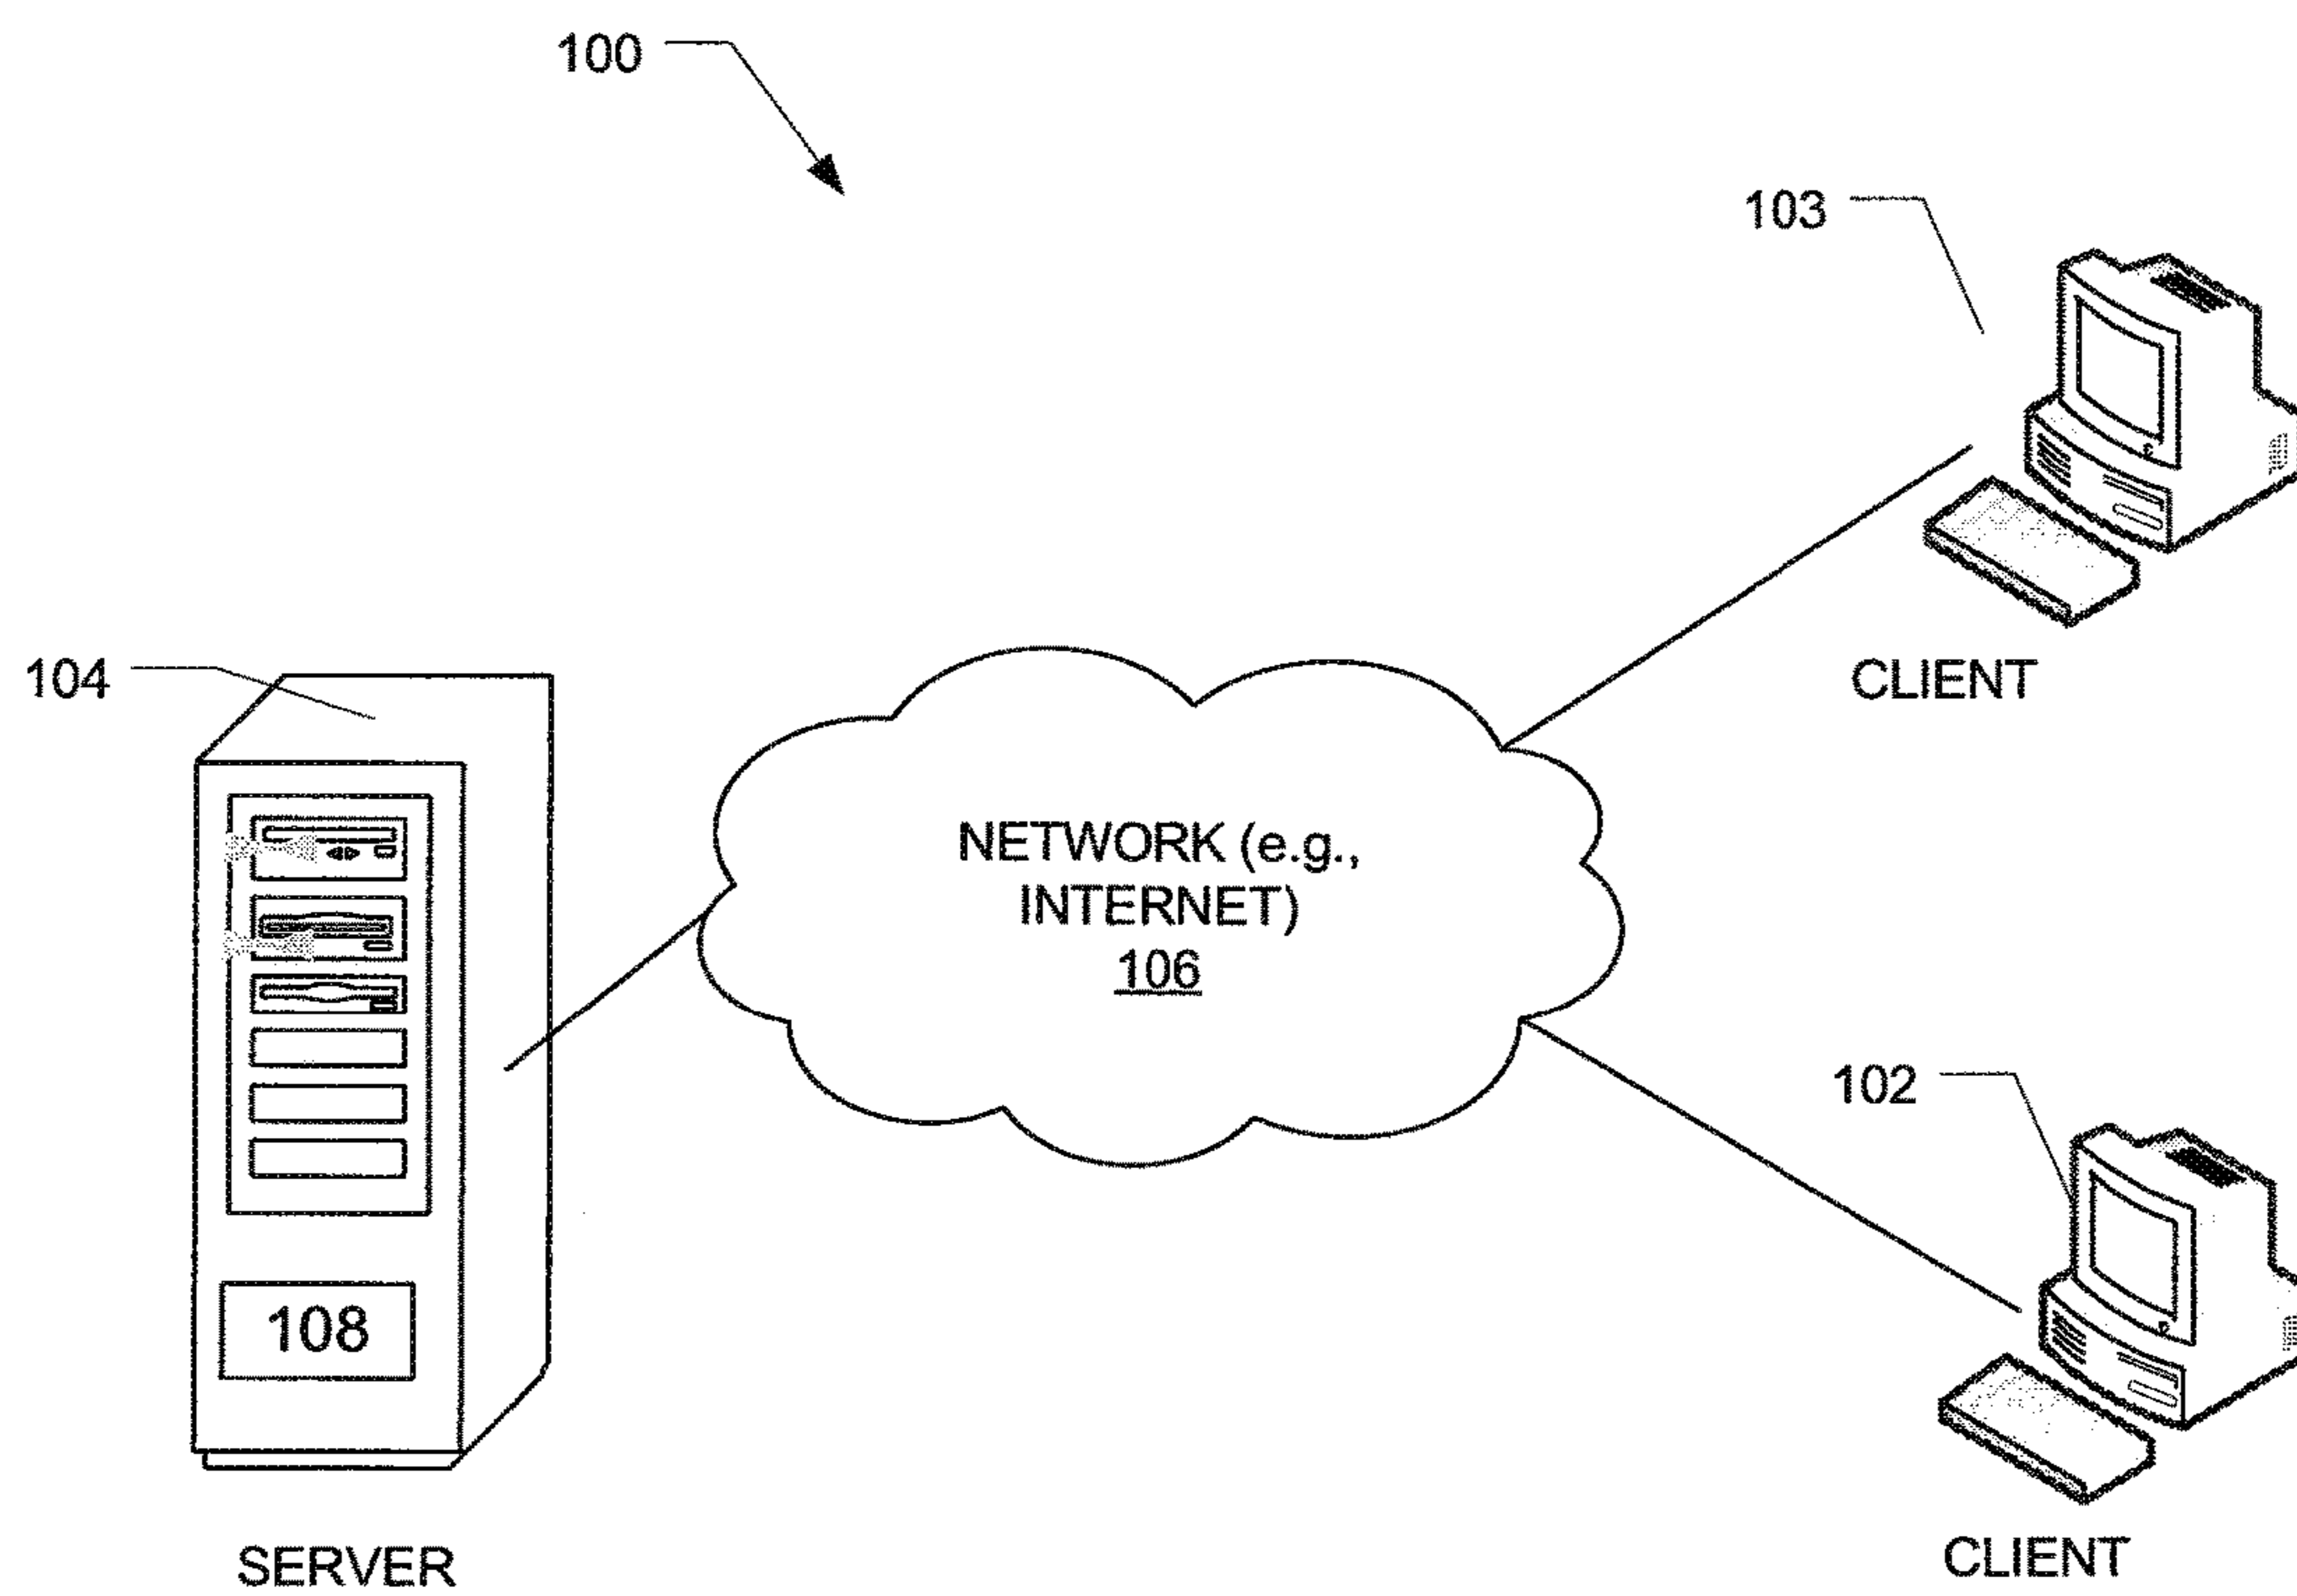 100
103
CLIENT
104
NETWORK (e.g.,
INTERNET)
106
102
108
SERVER
CLIENT